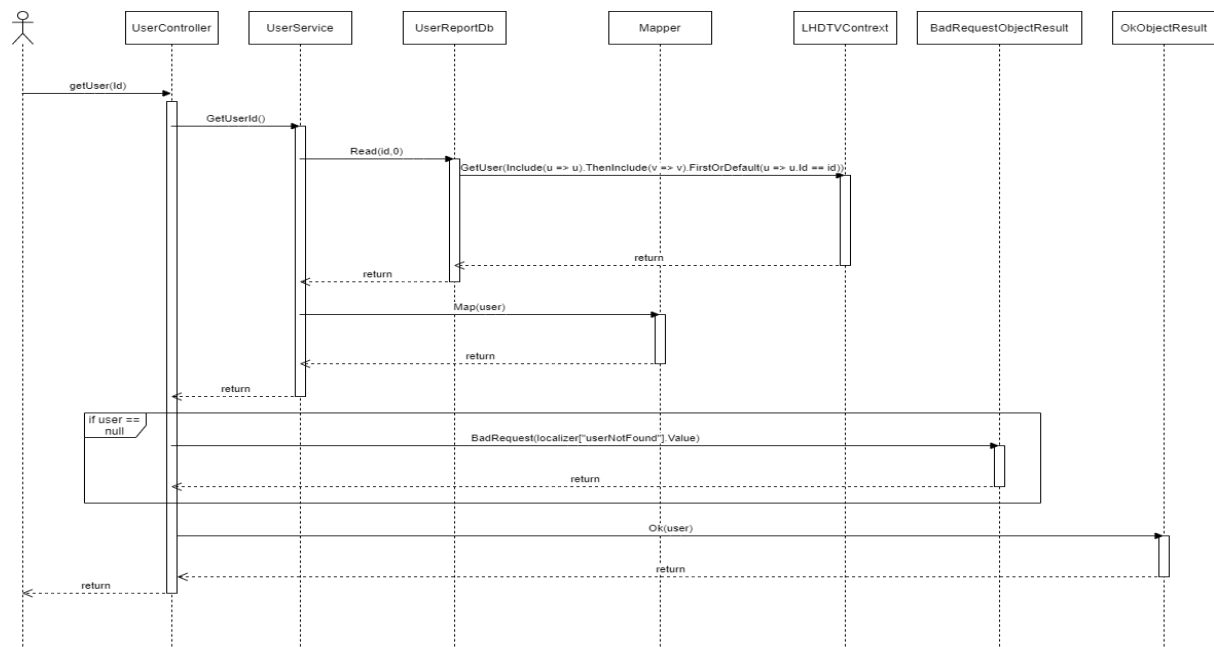 UserController
UserService
UserReportDb
Mapper
LHDTVContrext
BadRequestObjectResult
OkObjectResult
getUser(Id)
GetUserId()
Read(id,0)
GetUser(Include(u => u).ThenInclude(v => v).FirstOrDefault(u => u.Id == id))
return
return
Map(user)
return
return
if user ==
null
BadRequest(localizer["userNotFound"].Value)
return
Ok(user)
return
return